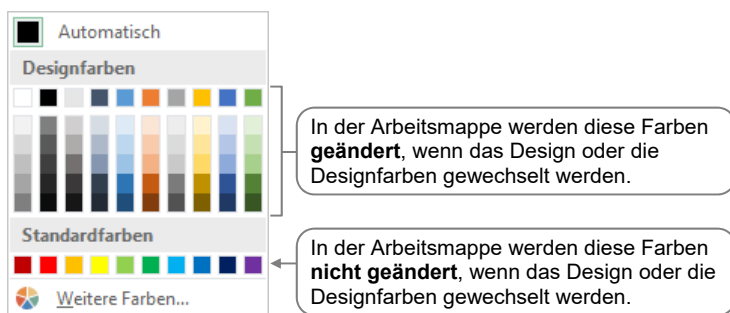 Automatisch
Designfarben
In der Arbeitsmappe werden diese Farben
geändert, wenn das Design oder die
Designfarben gewechselt werden.
Standardfarben
In der Arbeitsmappe werden diese Farben
nicht geändert, wenn das Design oder die
Designfarben gewechselt werden.
Weitere Farben...